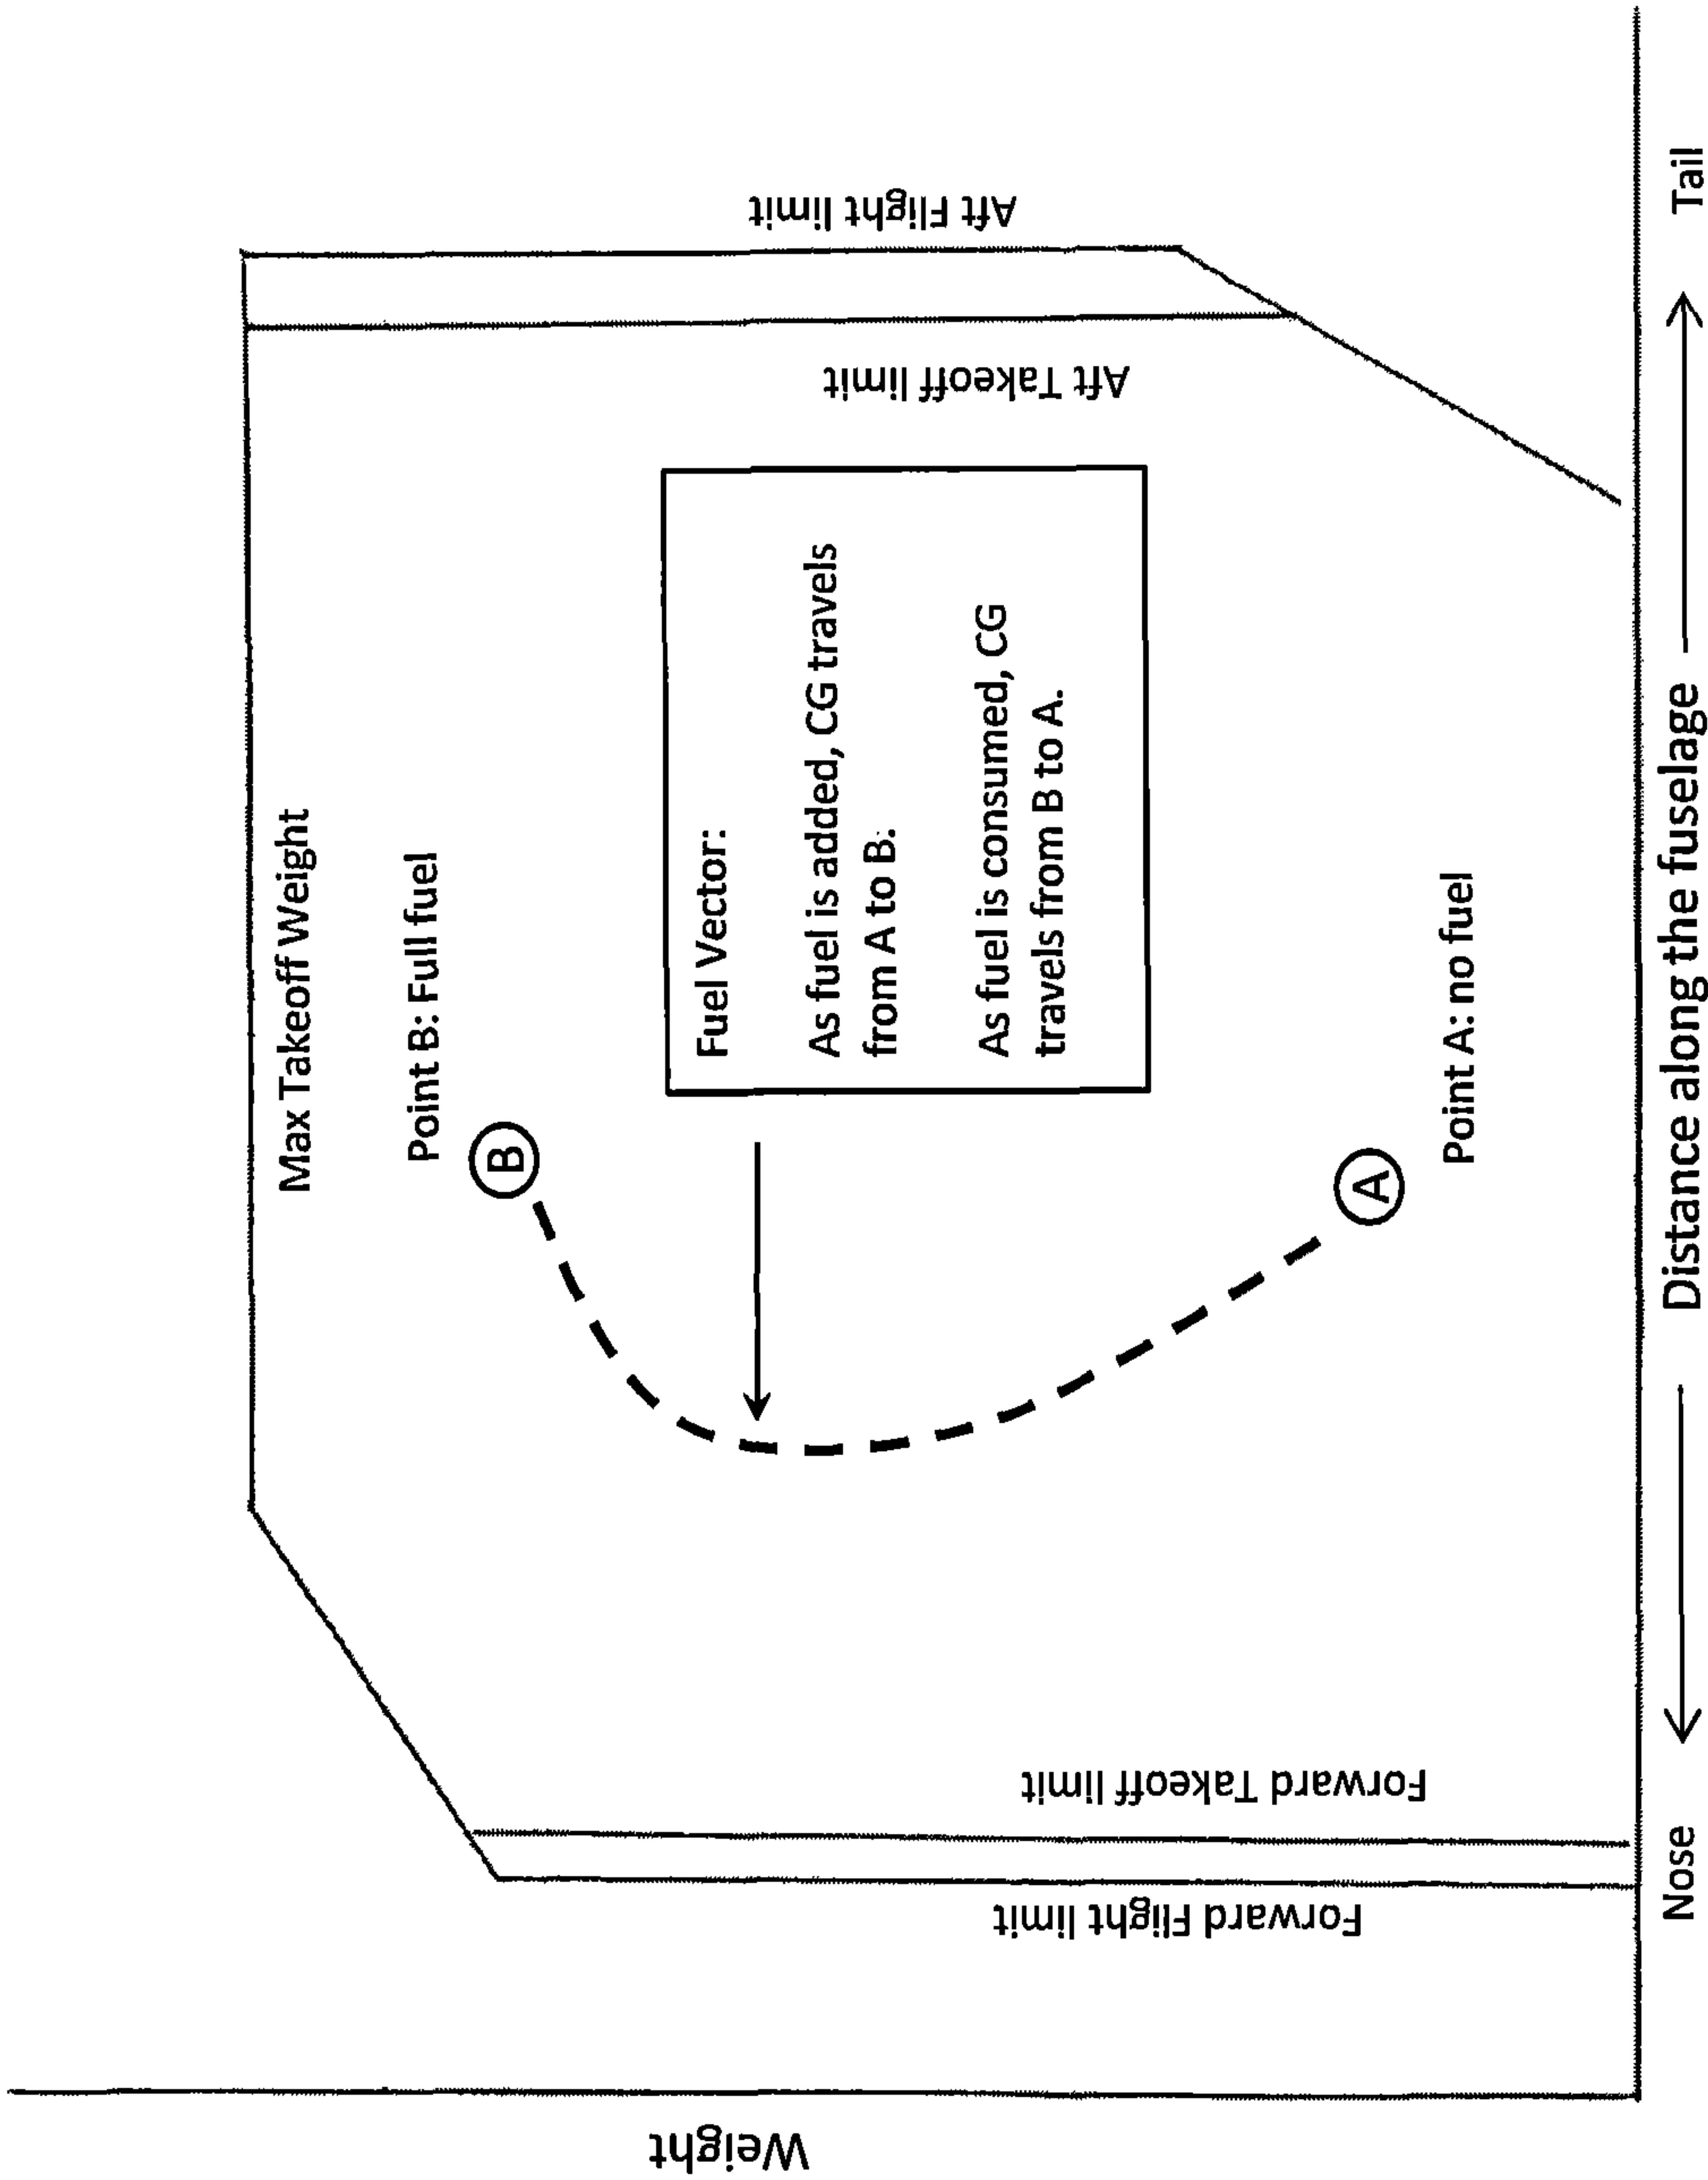 Weight
Max Takeoff Weight
Point B: Full fuel
B
Fuel Vector:
As fuel is added, CG travels
from A to B.
As fuel is consumed, CG
travels from B to A.
A
Point A: no fuel
Forward Flight limit
Forward Takeoff limit
Aft Takeoff limit
Aft Flight limit
Nose
Distance along the fuselage
Tail